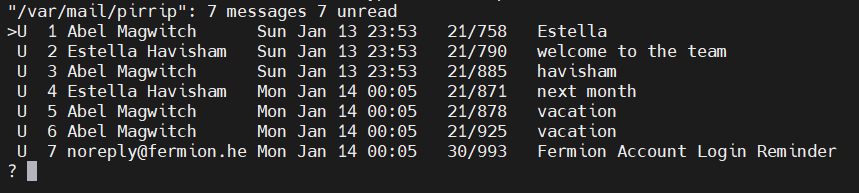 "/var/mail/pirrip": 7 messages 7 unread
>U  1 Abel Magwitch      Sun Jan 13 23:53   21/758   Estella
 U  2 Estella Havisham   Sun Jan 13 23:53   21/790   welcome to the team
 U  3 Abel Magwitch      Sun Jan 13 23:53   21/885   havisham
 U  4 Estella Havisham   Mon Jan 14 00:05   21/871   next month
 U  5 Abel Magwitch      Mon Jan 14 00:05   21/878   vacation
 U  6 Abel Magwitch      Mon Jan 14 00:05   21/925   vacation
 U  7 noreply@fermion.he Mon Jan 14 00:05   30/993   Fermion Account Login Reminder
?